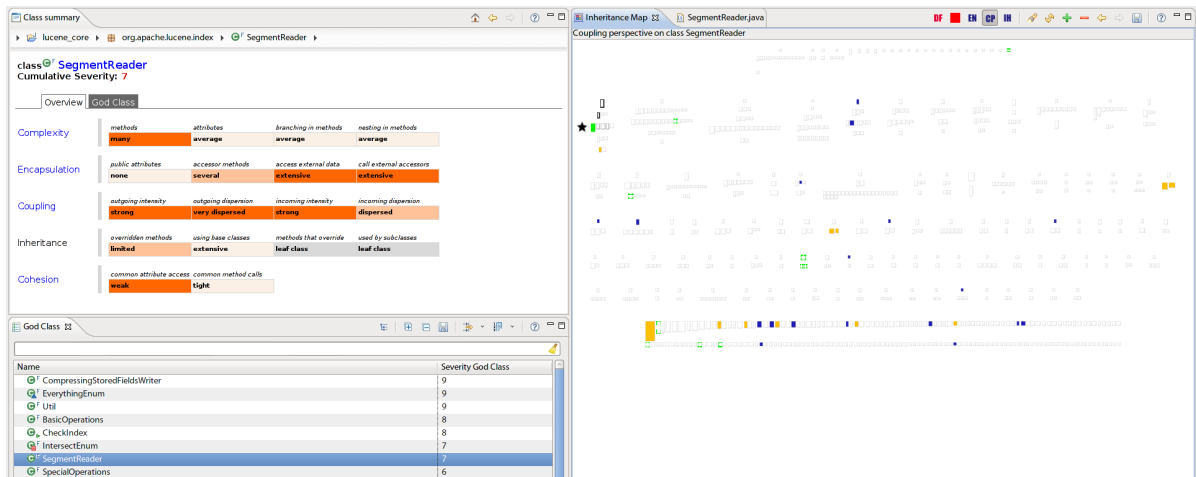 Class summary
lucene_core org.apache.lucene.index SegmentReader
class SegmentReader
Cumulative Severity: 7
Overview God Class
Complexity
methods attributes branching in methods nesting in methods
many average average average
Encapsulation
public attributes accessor methods access external data call external accessors
none several extensive extensive
Coupling
outgoing intensity outgoing dispersion incoming intensity incoming dispersion
strong very dispersed strong dispersed
Inheritance
overridden methods using base classes methods that override used by subclasses
limited extensive leaf class leaf class
Cohesion
common attribute access common method calls
weak tight
God Class
Name Severity God Class
CompressingStoredFieldsWriter 9
EverythingEnum 9
Util 9
BasicOperations 8
CheckIndex 8
IntersectEnum 7
SegmentReader 7
SpecialOperations 6
Inheritance Map SegmentReader.java DF EN CP IH
Coupling perspective on class SegmentReader